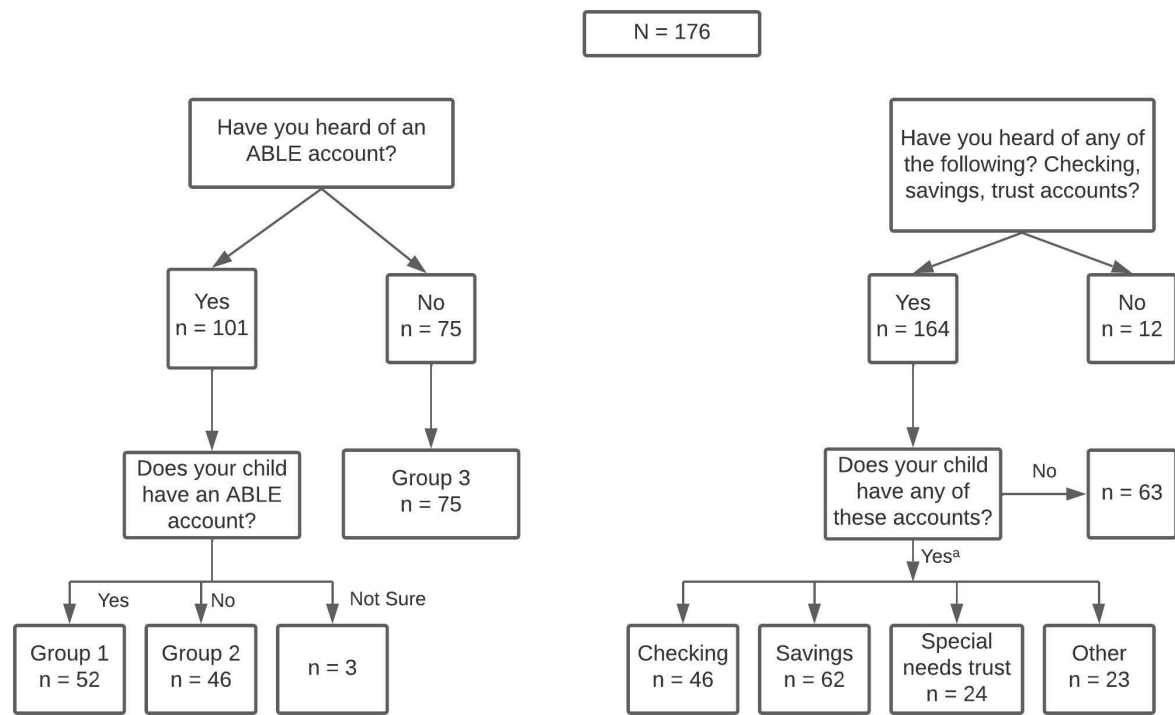 N = 176
Have you heard of an
ABLE account?
Have you heard of any of
the following? Checking,
savings, trust accounts?
Yes
n = 101
No
n = 75
Yes
n = 164
No
n = 12
Does your child
have an ABLE
account?
Group 3
n = 75
Does your child
have any of
these accounts?
No
n = 63
Yesᵃ
Yes
No
Not Sure
Group 1
n = 52
Group 2
n = 46
n = 3
Checking
n = 46
Savings
n = 62
Special
needs trust
n = 24
Other
n = 23